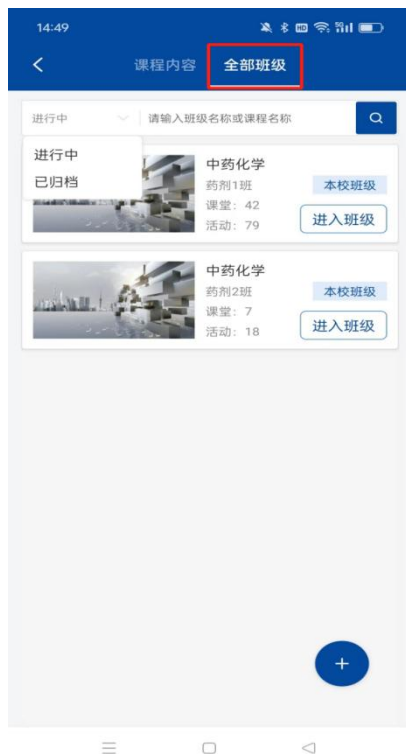 14:49
HD 5G
课程内容 全部班级
进行中 请输入班级名称或课程名称
进行中
已归档
中药化学
药剂1班 本校班级
课堂：42
活动：79 进入班级
中药化学
药剂2班 本校班级
课堂：7
活动：18 进入班级
+